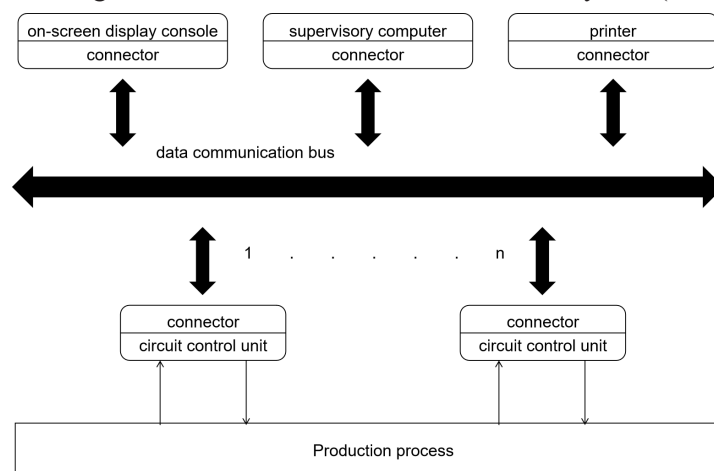 on-screen display console
connector
supervisory computer
connector
printer
connector
data communication bus
1 . . . . . n
connector
circuit control unit
connector
circuit control unit
Production process